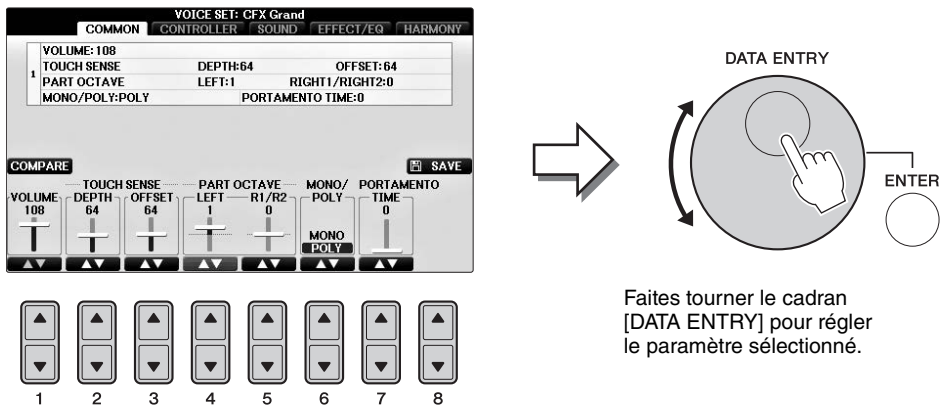 VOICE SET: CFX Grand
COMMON CONTROLLER SOUND EFFECT/EQ HARMONY
1
VOLUME:108
TOUCH SENSE DEPTH:64 OFFSET:64
PART OCTAVE LEFT:1 RIGHT1/RIGHT2:0
MONO/POLY:POLY PORTAMENTO TIME:0
COMPARE SAVE
TOUCH SENSE PART OCTAVE MONO/ PORTAMENTO
VOLUME DEPTH OFFSET LEFT R1/R2 POLY TIME
108 64 64 1 0 0
MONO
POLY
1 2 3 4 5 6 7 8
DATA ENTRY
ENTER
Faites tourner le cadran
[DATA ENTRY] pour régler
le paramètre sélectionné.